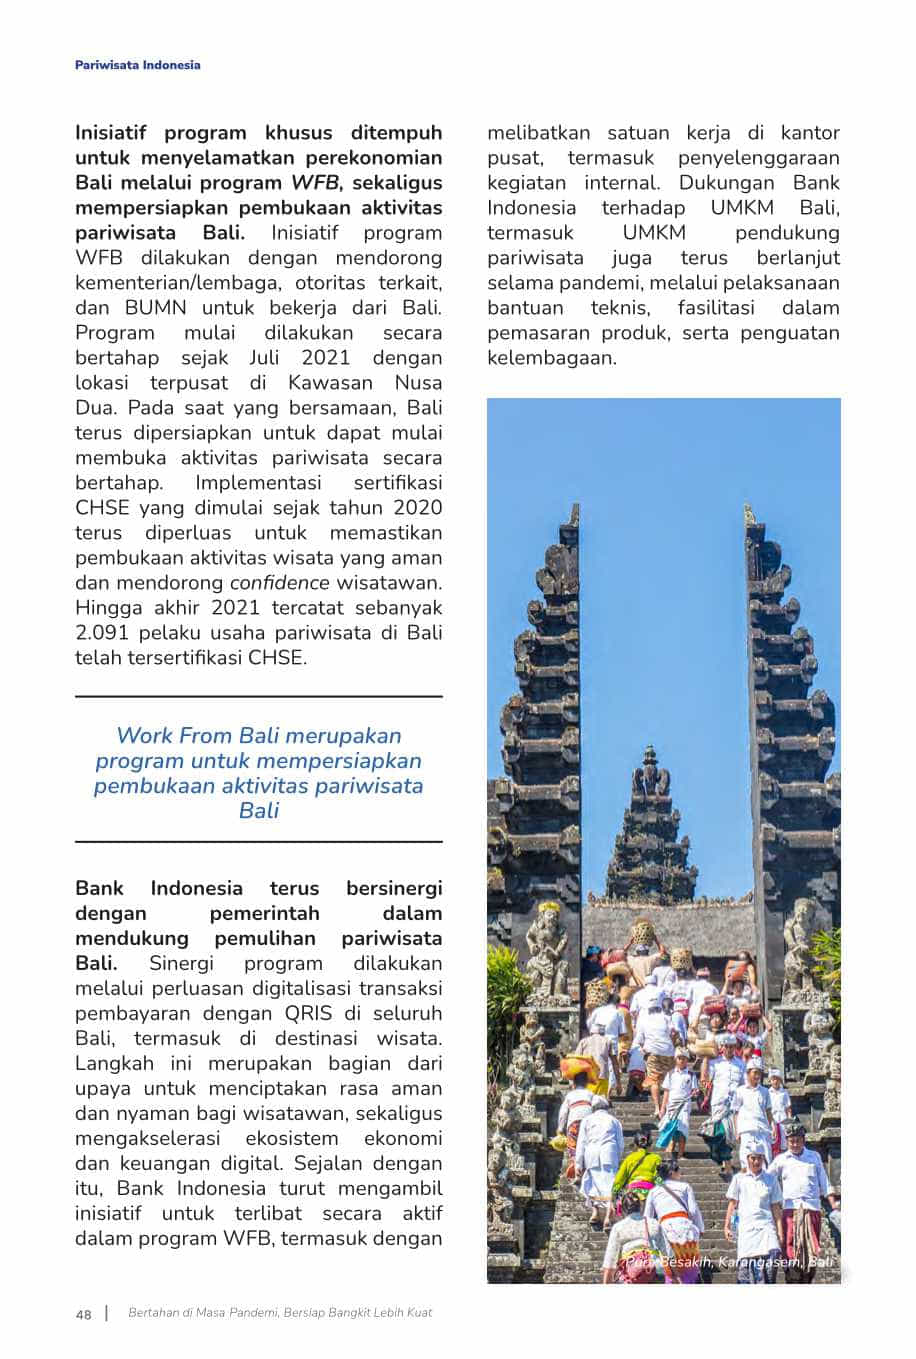 Pariwisata Indonesia
Inisiatif program khusus ditempuh
untuk menyelamatkan perekonomian
Bali melalui program WFB, sekaligus
mempersiapkan pembukaan aktivitas
pariwisata Bali. Inisiatif program
WFB dilakukan dengan mendorong
kementerian/lembaga, otoritas terkait,
dan BUMN untuk bekerja dari Bali.
Program mulai dilakukan secara
bertahap sejak Juli 2021 dengan
lokasi terpusat di Kawasan Nusa
Dua. Pada saat yang bersamaan, Bali
terus dipersiapkan untuk dapat mulai
membuka aktivitas pariwisata secara
bertahap. Implementasi sertifikasi
CHSE yang dimulai sejak tahun 2020
terus diperluas untuk memastikan
pembukaan aktivitas wisata yang aman
dan mendorong confidence wisatawan.
Hingga akhir 2021 tercatat sebanyak
2.091 pelaku usaha pariwisata di Bali
telah tersertifikasi CHSE.
Work From Bali merupakan
program untuk mempersiapkan
pembukaan aktivitas pariwisata
Bali
Bank Indonesia terus bersinergi
dengan pemerintah dalam
mendukung pemulihan pariwisata
Bali. Sinergi program dilakukan
melalui perluasan digitalisasi transaksi
pembayaran dengan QRIS di seluruh
Bali, termasuk di destinasi wisata.
Langkah ini merupakan bagian dari
upaya untuk menciptakan rasa aman
dan nyaman bagi wisatawan, sekaligus
mengakselerasi ekosistem ekonomi
dan keuangan digital. Sejalan dengan
itu, Bank Indonesia turut mengambil
inisiatif untuk terlibat secara aktif
dalam program WFB, termasuk dengan
melibatkan satuan kerja di kantor
pusat, termasuk penyelenggaraan
kegiatan internal. Dukungan Bank
Indonesia terhadap UMKM Bali,
termasuk UMKM pendukung
pariwisata juga terus berlanjut
selama pandemi, melalui pelaksanaan
bantuan teknis, fasilitasi dalam
pemasaran produk, serta penguatan
kelembagaan.
Pura Besakih, Karangasem, Bali
48 | Bertahan di Masa Pandemi, Bersiap Bangkit Lebih Kuat